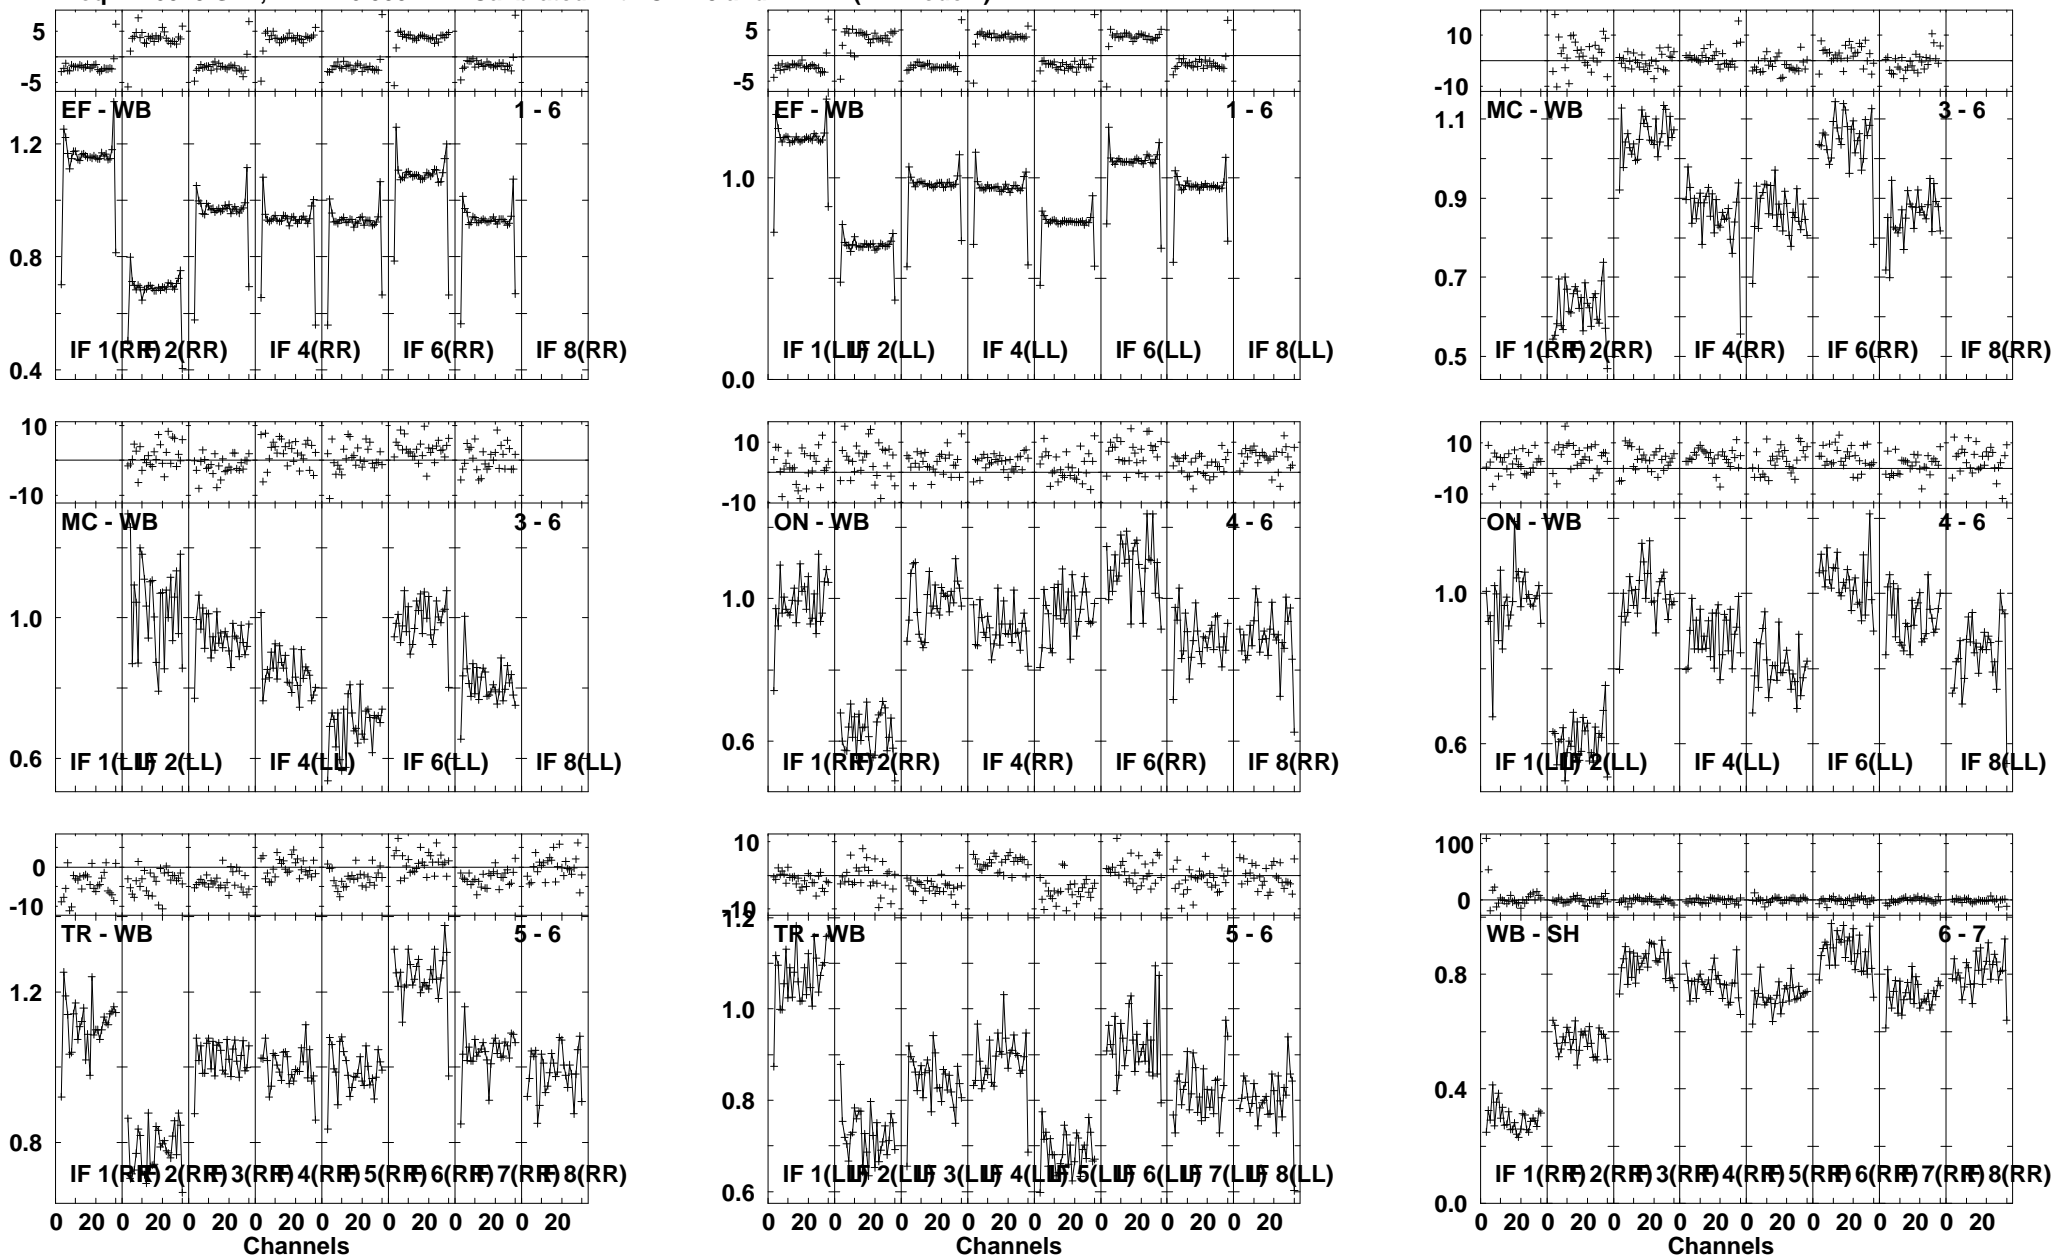 5 5 10
-5 -5 -10
EF - WB 1 - 6 EF - WB 1 - 6 MC - WB 3 - 6
1.2 1.1
1.0
0.9
0.8
0.7
IF 1(RR) IF 2(RR) IF 4(RR) IF 6(RR) IF 8(RR) IF 1(LL) IF 2(LL) IF 4(LL) IF 6(LL) IF 8(LL) IF 1(RR) IF 2(RR) IF 4(RR) IF 6(RR) IF 8(RR)
0.4 0.0 0.5
10 10 10
-10 -10 -10
MC - WB 3 - 6 ON - WB 4 - 6 ON - WB 4 - 6
1.0 1.0 1.0
0.6 0.6 0.6
IF 1(LL) IF 2(LL) IF 4(LL) IF 6(LL) IF 8(LL) IF 1(RR) IF 2(RR) IF 4(RR) IF 6(RR) IF 8(RR) IF 1(LL) IF 2(LL) IF 4(LL) IF 6(LL) IF 8(LL)
0 10 100
-10 -10 0
1.2
TR - WB 5 - 6 TR - WB 5 - 6 WB - SH 6 - 7
1.2 1.0 0.8
0.8 0.8 0.4
IF 1(RR) IF 2(RR) IF 3(RR) IF 4(RR) IF 5(RR) IF 6(RR) IF 7(RR) IF 8(RR) IF 1(LL) IF 2(LL) IF 3(LL) IF 4(LL) IF 5(LL) IF 6(LL) IF 7(LL) IF 8(LL) IF 1(RR) IF 2(RR) IF 3(RR) IF 4(RR) IF 5(RR) IF 6(RR) IF 7(RR) IF 8(RR)
0.6 0.0
0 20 0 20 0 20 0 20 0 20 0 20 0 20 0 20 0 20 0 20 0 20 0 20 0 20 0 20 0 20 0 20 0 20 0 20 0 20 0 20 0 20 0 20 0 20 0 20
Channels Channels Channels